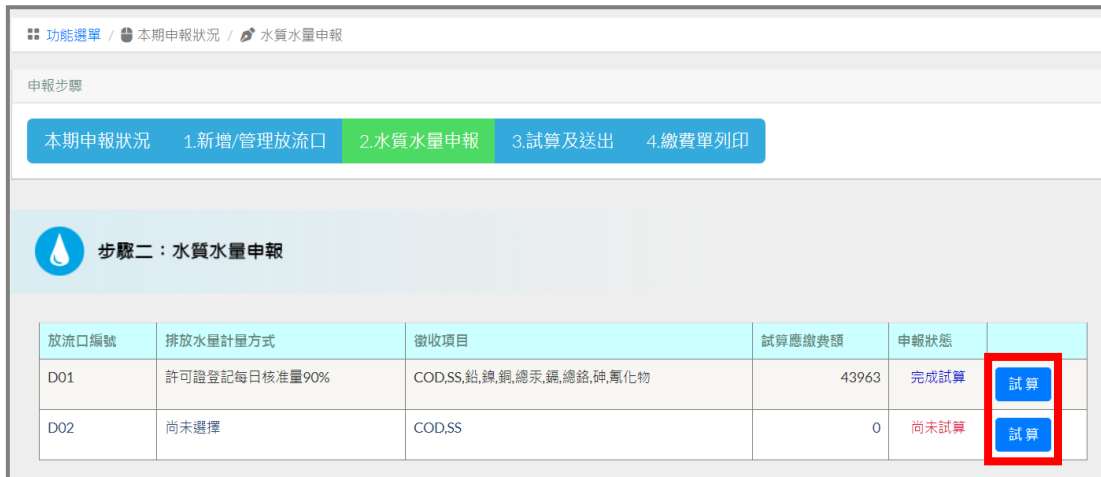 功能選單 / 本期申報狀況 / 水質水量申報
申報步驟
本期申報狀況 1.新增/管理放流口 2.水質水量申報 3.試算及送出 4.繳費單列印
步驟二：水質水量申報
放流口編號 排放水量計量方式 徵收項目 試算應繳費額 申報狀態
D01 許可證登記每日核准量90% COD,SS,鉛,鎳,銅,總汞,鎘,總鉻,砷,氰化物 43963 完成試算 試算
D02 尚未選擇 COD,SS 0 尚未試算 試算